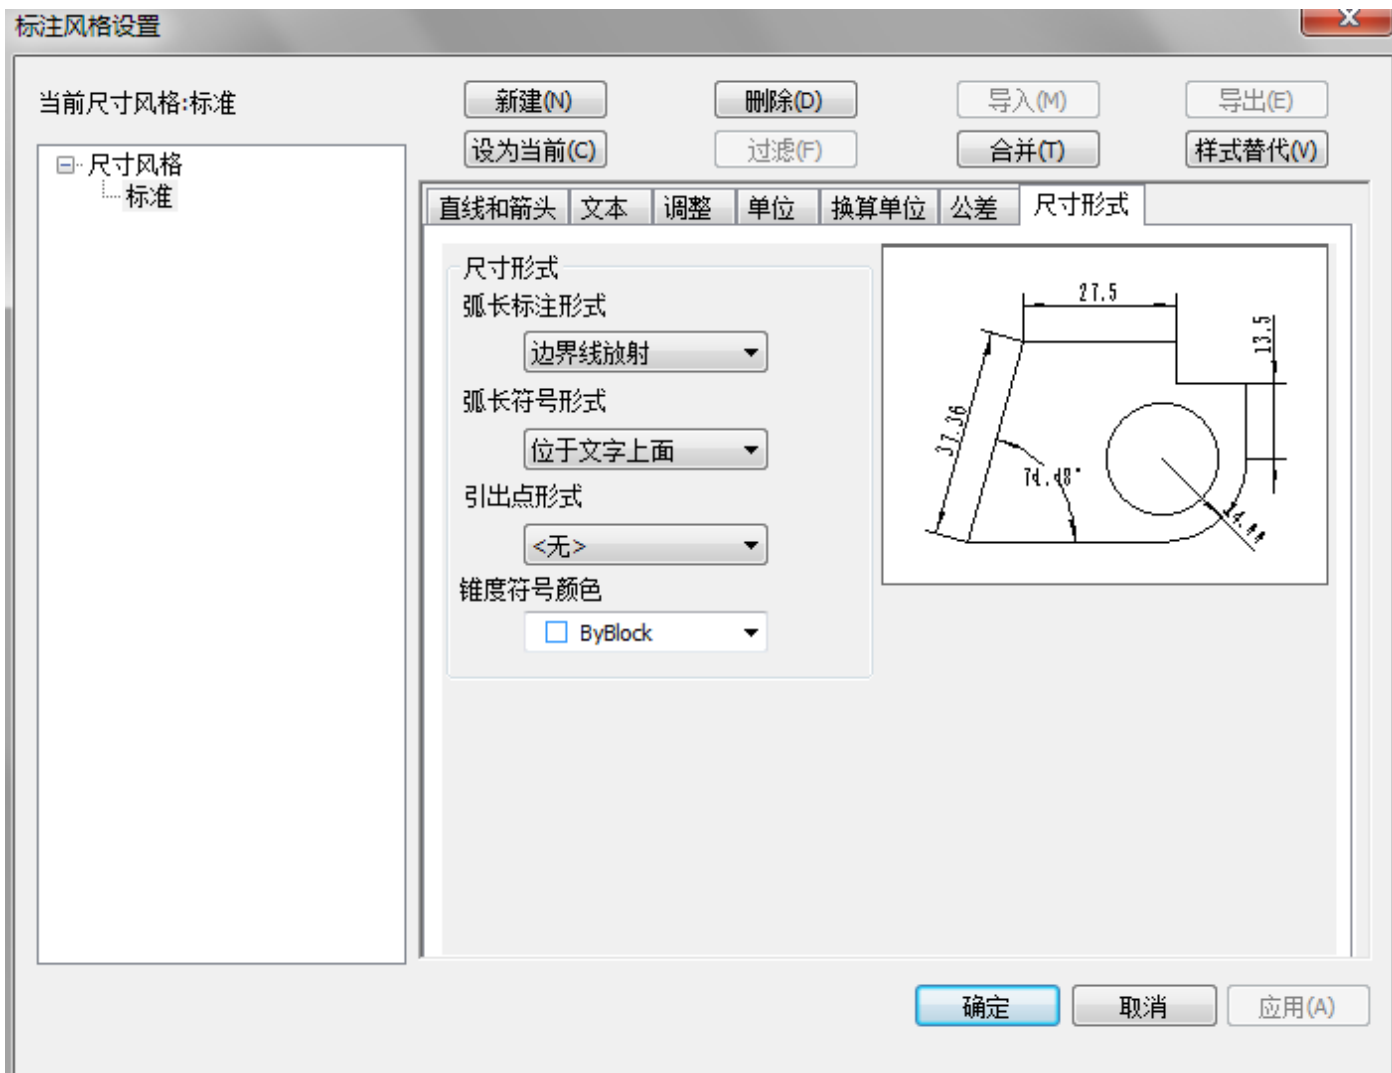 标注风格设置
X
当前尺寸风格:标准
新建(N) 删除(D) 导入(M) 导出(E)
设为当前(C) 过滤(F) 合并(T) 样式替代(V)
尺寸风格
标准
直线和箭头 文本 调整 单位 换算单位 公差 尺寸形式
尺寸形式
弧长标注形式
边界线放射
弧长符号形式
位于文字上面
引出点形式
<无>
锥度符号颜色
ByBlock
27.5
13.5
37.36
74.48°
14.44
确定 取消 应用(A)